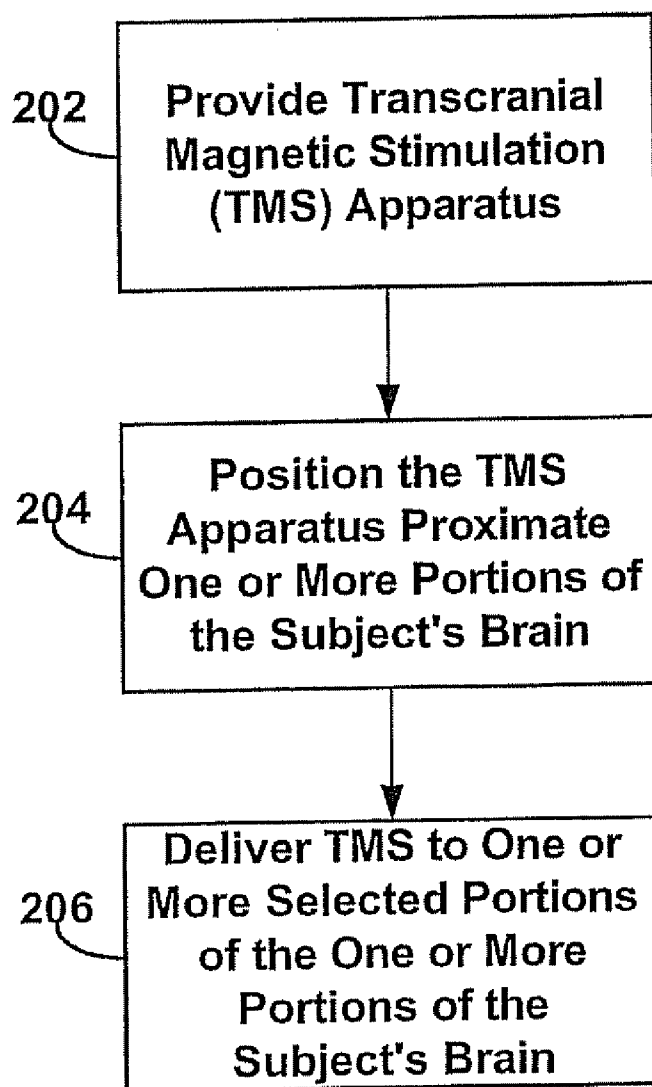 202
Provide Transcranial
Magnetic Stimulation
(TMS) Apparatus
204
Position the TMS
Apparatus Proximate
One or More Portions of
the Subject's Brain
206
Deliver TMS to One or
More Selected Portions
of the One or More
Portions of the
Subject's Brain